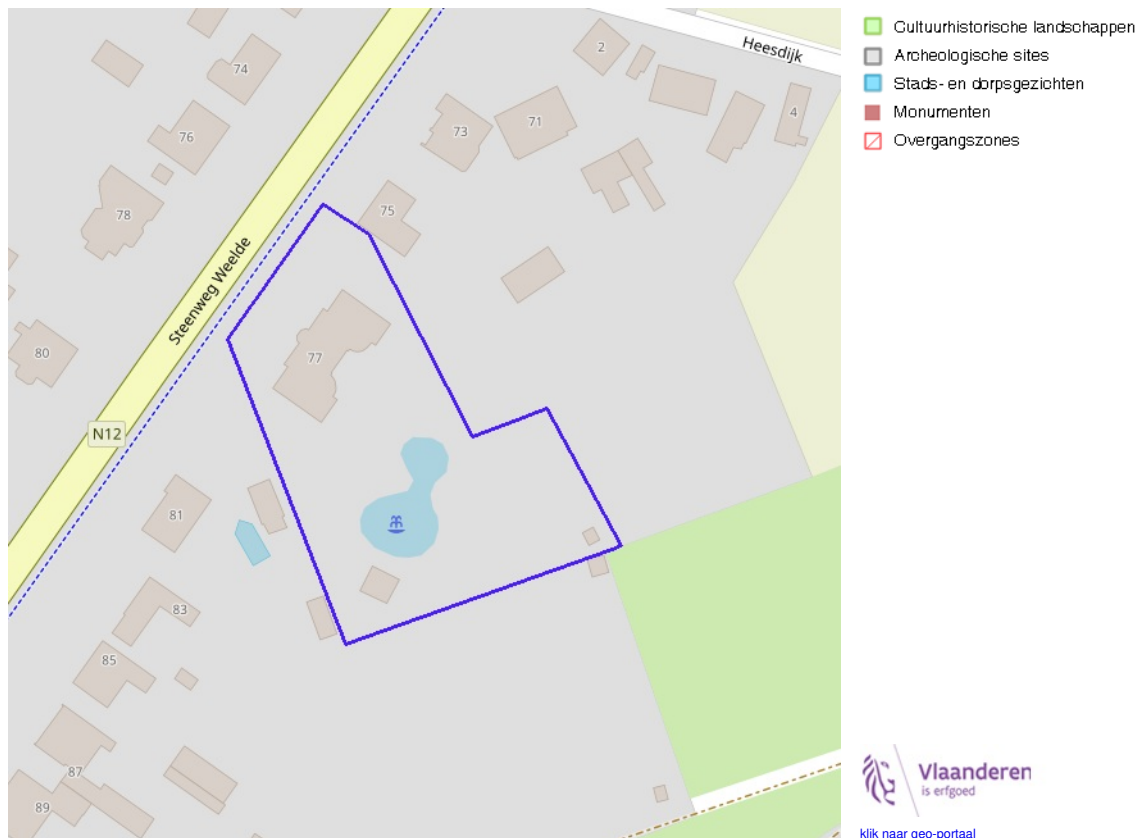 Heesdijk
2
74
4
76
73
71
78
75
Steenweg Weelde
80
77
N12
81
83
85
87
89
Cultuurhistorische landschappen
Archeologische sites
Stads- en dorpsgezichten
Monumenten
Overgangszones
Vlaanderen
is erfgoed
klik naar geo-portaal